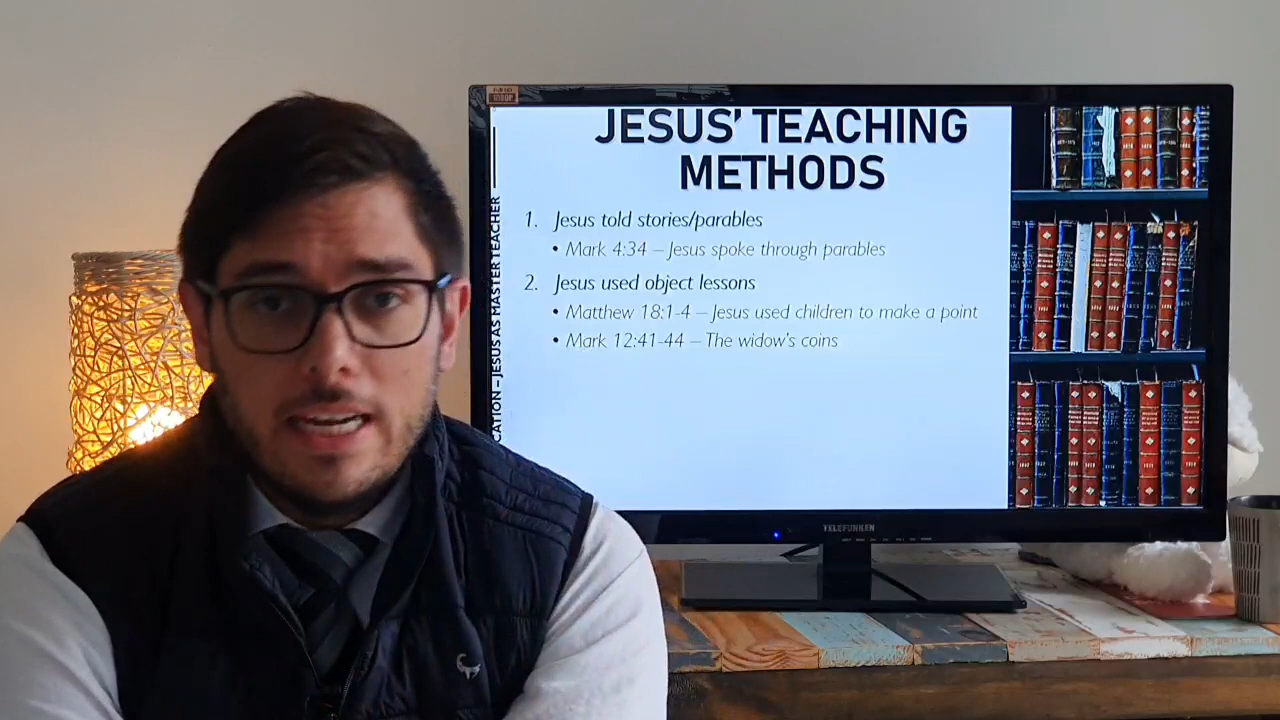 1080P
JESUS' TEACHING
METHODS
1. Jesus told stories/parables
• Mark 4:34 – Jesus spoke through parables
2. Jesus used object lessons
• Matthew 18:1-4 – Jesus used children to make a point
• Mark 12:41-44 – The widow's coins
CATION – JESUS AS MASTER TEACHER
TELEFUNKEN